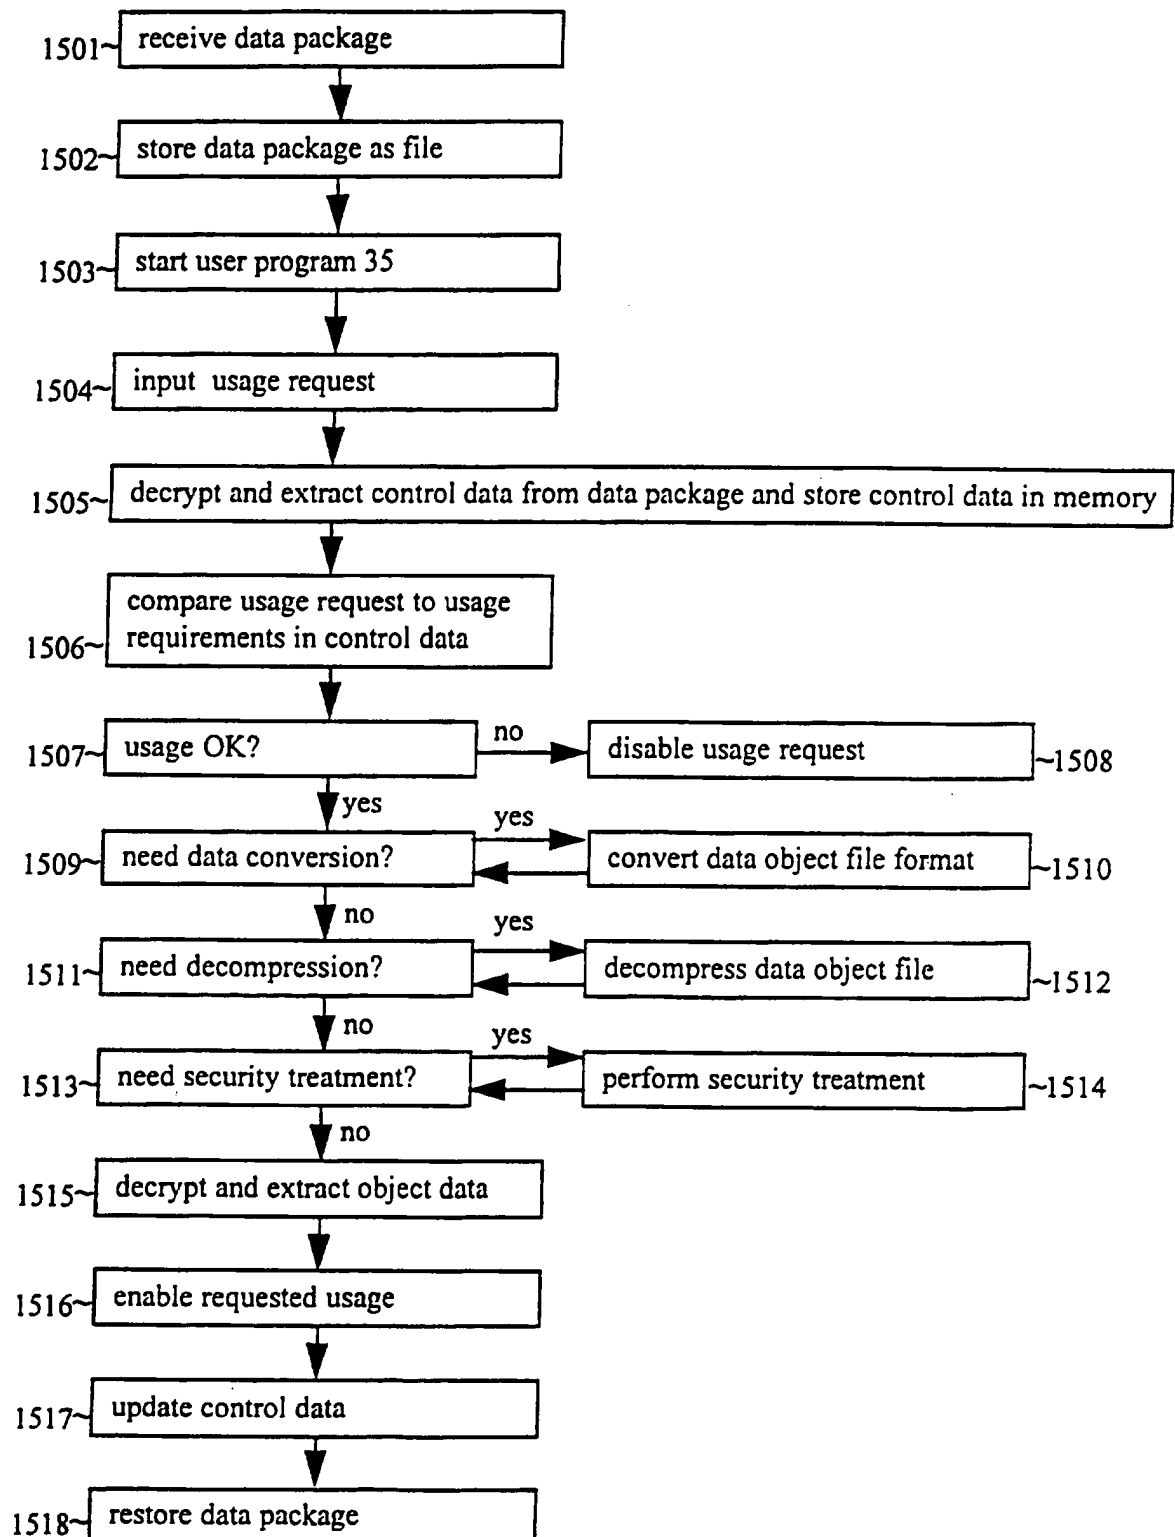 1501~ receive data package
1502~ store data package as file
1503~ start user program 35
1504~ input usage request
1505~ decrypt and extract control data from data package and store control data in memory
compare usage request to usage
1506~ requirements in control data
1507~ usage OK? no disable usage request ~1508
yes
yes
1509~ need data conversion? convert data object file format ~1510
no yes
1511~ need decompression? decompress data object file ~1512
no yes
1513~ need security treatment? perform security treatment ~1514
no
1515~ decrypt and extract object data
1516~ enable requested usage
1517~ update control data
1518~ restore data package